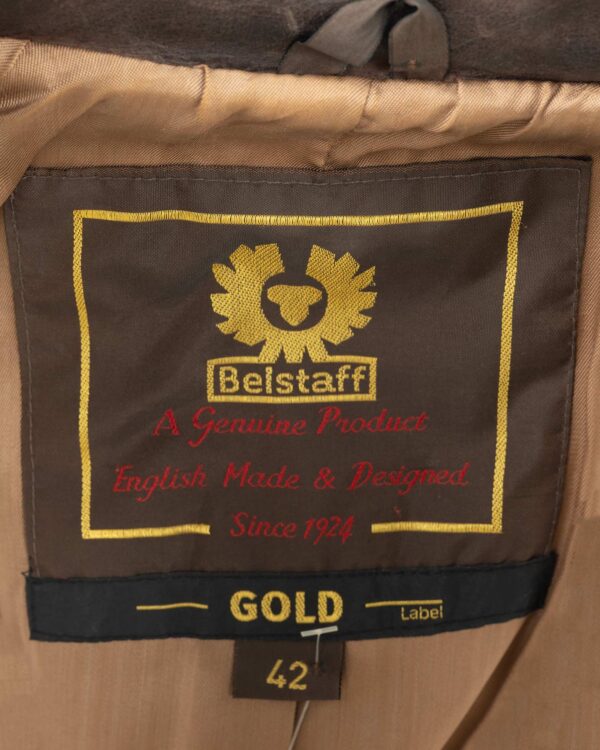 Belstaff
A Genuine Product
English Made & Designed
Since 1924
GOLD Label
42